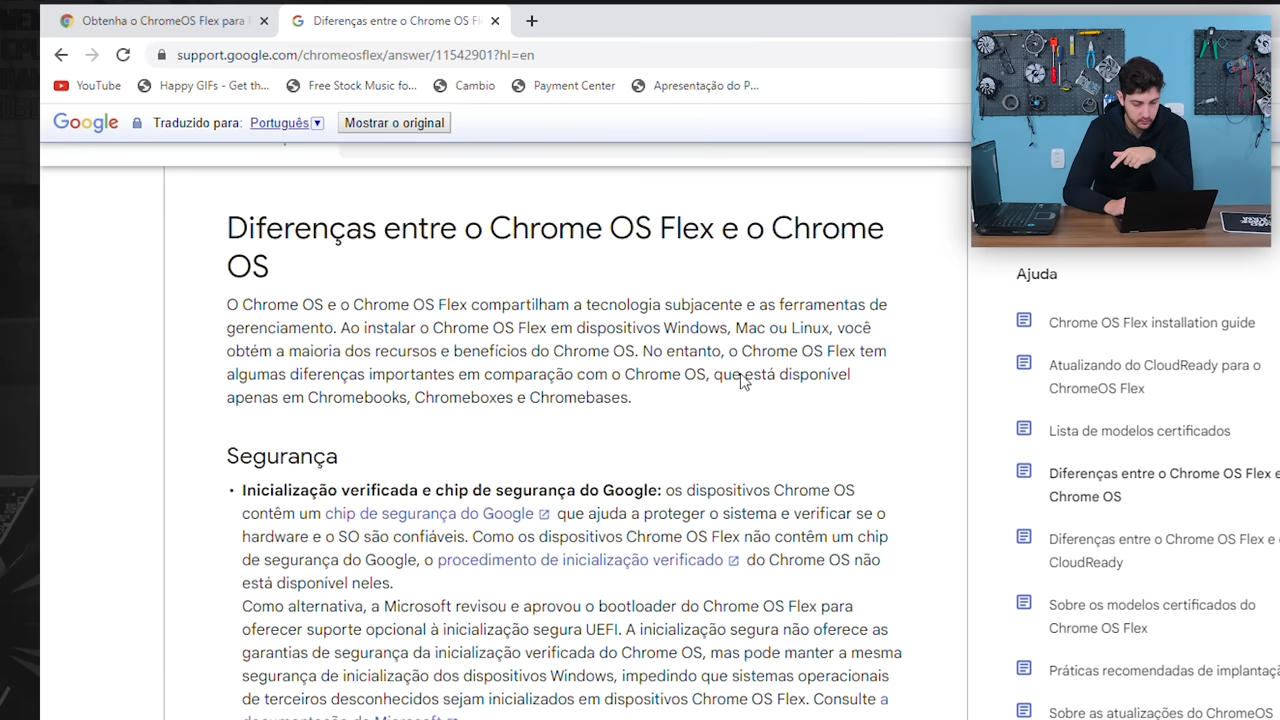 Obtenha o ChromeOS Flex para
Diferenças entre o Chrome OS Fl
support.google.com/chromeosflex/answer/11542901?hl=en
YouTube
Happy GIFs - Get th...
Free Stock Music fo...
Cambio
Payment Center
Apresentação do P...
Google
Traduzido para: Português
Mostrar o original
Diferenças entre o Chrome OS Flex e o Chrome
OS
O Chrome OS e o Chrome OS Flex compartilham a tecnologia subjacente e as ferramentas de
gerenciamento. Ao instalar o Chrome OS Flex em dispositivos Windows, Mac ou Linux, você
obtém a maioria dos recursos e benefícios do Chrome OS. No entanto, o Chrome OS Flex tem
algumas diferenças importantes em comparação com o Chrome OS, que está disponível
apenas em Chromebooks, Chromeboxes e Chromebases.
Segurança
• Inicialização verificada e chip de segurança do Google: os dispositivos Chrome OS
contêm um chip de segurança do Google que ajuda a proteger o sistema e verificar se o
hardware e o SO são confiáveis. Como os dispositivos Chrome OS Flex não contêm um chip
de segurança do Google, o procedimento de inicialização verificado do Chrome OS não
está disponível neles.
Como alternativa, a Microsoft revisou e aprovou o bootloader do Chrome OS Flex para
oferecer suporte opcional à inicialização segura UEFI. A inicialização segura não oferece as
garantias de segurança da inicialização verificada do Chrome OS, mas pode manter a mesma
segurança de inicialização dos dispositivos Windows, impedindo que sistemas operacionais
de terceiros desconhecidos sejam inicializados em dispositivos Chrome OS Flex. Consulte a
documentação da Microsoft
Ajuda
Chrome OS Flex installation guide
Atualizando do CloudReady para o
ChromeOS Flex
Lista de modelos certificados
Diferenças entre o Chrome OS Flex e
Chrome OS
Diferenças entre o Chrome OS Flex e
CloudReady
Sobre os modelos certificados do
Chrome OS Flex
Práticas recomendadas de implantaç
Sobre as atualizações do ChromeOS